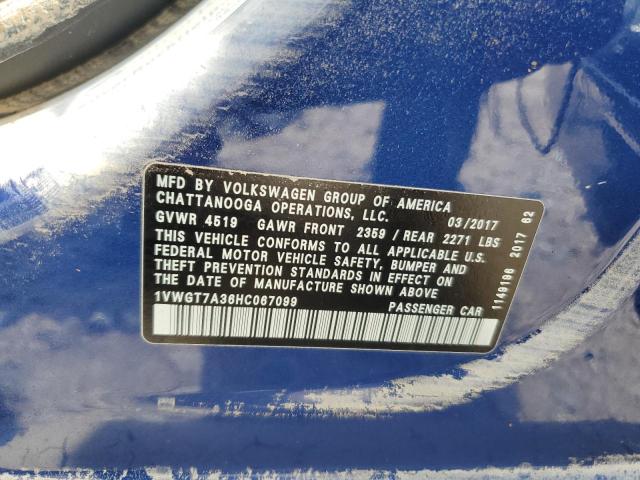 MFD BY VOLKSWAGEN GROUP OF AMERICA
CHATTANOOGA OPERATIONS, LLC. 03/2017
GVWR 4519 GAWR FRONT 2359 / REAR 2271 LBS
THIS VEHICLE CONFORMS TO ALL APPLICABLE U.S.
FEDERAL MOTOR VEHICLE SAFETY, BUMPER AND
THEFT PREVENTION STANDARDS IN EFFECT ON
THE DATE OF MANUFACTURE SHOWN ABOVE
1VWGT7A36HC067099 PASSENGER CAR
1149196 2017 62